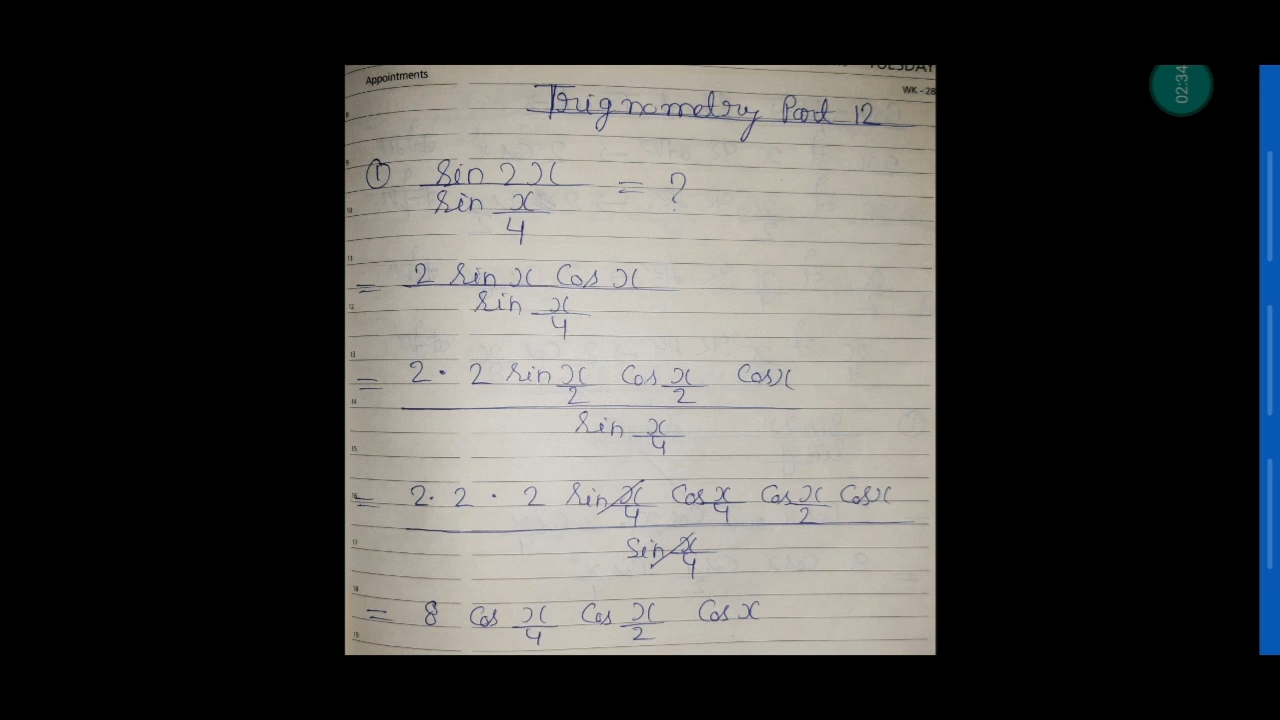 TUESDAY
Appointments
WK - 28
02:34
Trignometry Part 12
① sin 2x / sin x/4 = ?
= 2 sin x cos x / sin x/4
= 2 · 2 sin x/2 cos x/2 cos x / sin x/4
= 2 · 2 · 2 sin x/4 cos x/4 cos x/2 cos x / sin x/4
= 8 cos x/4 cos x/2 cos x